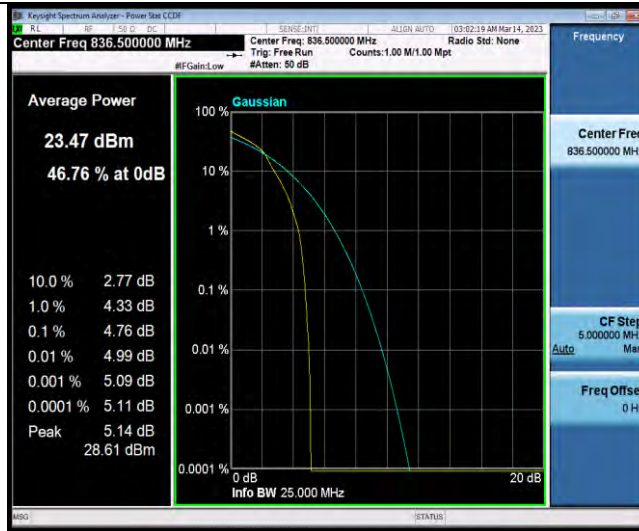 Keysight Spectrum Analyzer - Power Stat CCDF
RL RF 50 Ω DC SENSE:INT ALIGN AUTO 03:02:19 AM Mar 14, 2023
Center Freq 836.500000 MHz
Center Freq: 836.500000 MHz Radio Std: None
Trig: Free Run Counts:1.00 M/1.00 Mpt
#IFGain:Low #Atten: 50 dB
Frequency
Average Power
23.47 dBm
46.76 % at 0dB
10.0 % 2.77 dB
1.0 % 4.33 dB
0.1 % 4.76 dB
0.01 % 4.99 dB
0.001 % 5.09 dB
0.0001 % 5.11 dB
Peak 5.14 dB
28.61 dBm
Gaussian
100 %
10 %
1 %
0.1 %
0.01 %
0.001 %
0.0001 %
0 dB 20 dB
Info BW 25.000 MHz
Center Fre
836.500000 MH
CF Step
5.000000 MH
Auto Ma
Freq Offse
0 H
MSG STATUS